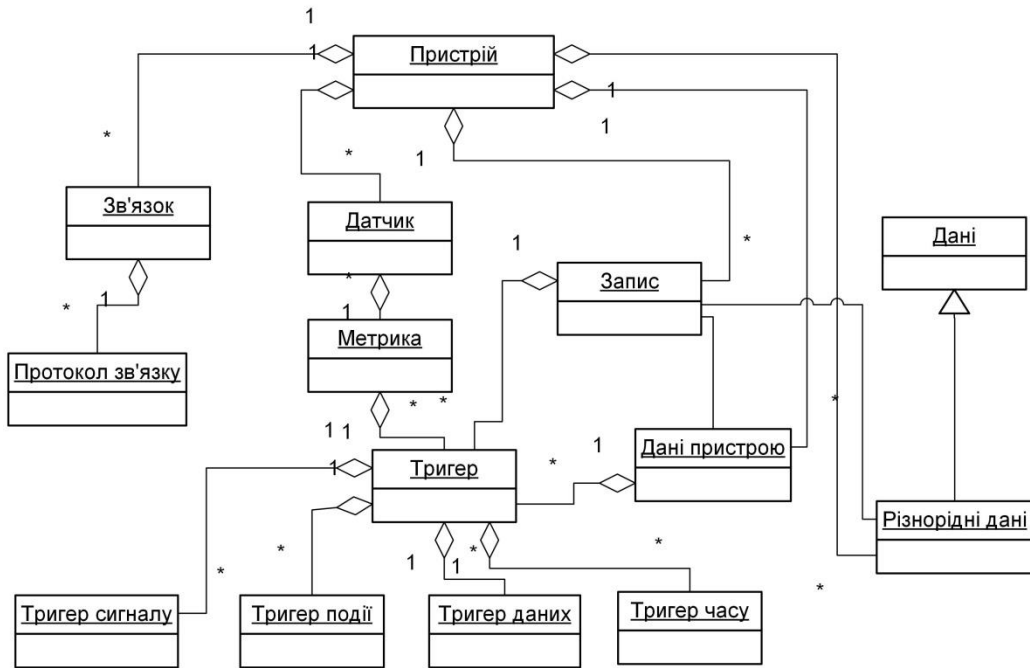 1
1
Пристрій
1
*
1
1
*
Зв'язок
Датчик
1
*
Дані
*
Запис
*
1
1
Протокол зв'язку
Метрика
*
*
*
1
1
1
*
1
Дані пристрою
Тригер
Різнорідні дані
*
*
*
1
1
*
*
*
Тригер сигналу
Тригер події
Тригер даних
Тригер часу